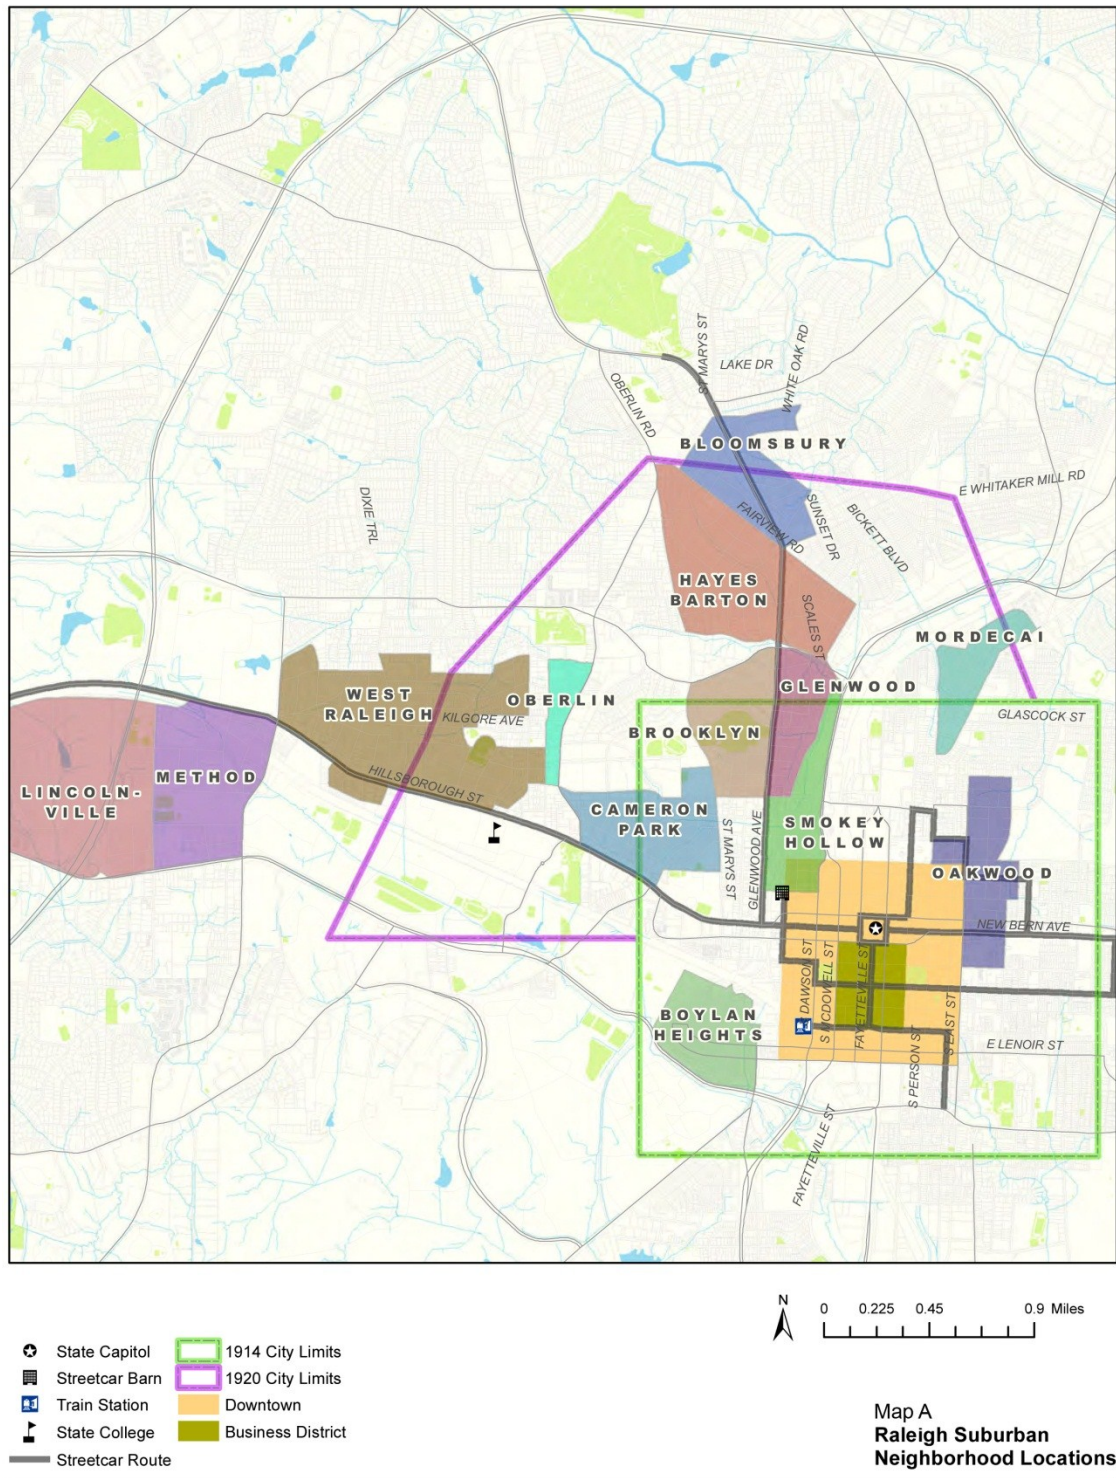 ST MARYS ST
WHITE OAK RD
LAKE DR
OBERLIN RD
BLOOMSBURY
E WHITAKER MILL RD
DIXIE TRL
FAIRVIEW RD
SUNSET DR
BICKETT BLVD
HAYES
BARTON
SCALES ST
MORDECAI
WEST
RALEIGH
OBERLIN
GLENWOOD
KILGORE AVE
GLASCOCK ST
BROOKLYN
METHOD
HILLSBOROUGH ST
LINCOLN-
VILLE
CAMERON
PARK
SMOKEY
HOLLOW
ST MARYS ST
GLENWOOD AVE
OAKWOOD
NEW BERN AVE
S DAWSON ST
S MCDOWELL ST
FAYETTEVILLE ST
BOYLAN
HEIGHTS
S EAST ST
E LENOIR ST
S PERSON ST
FAYETTEVILLE ST
N
0 0.225 0.45 0.9 Miles
State Capitol
Streetcar Barn
Train Station
State College
Streetcar Route
1914 City Limits
1920 City Limits
Downtown
Business District
Map A
Raleigh Suburban
Neighborhood Locations